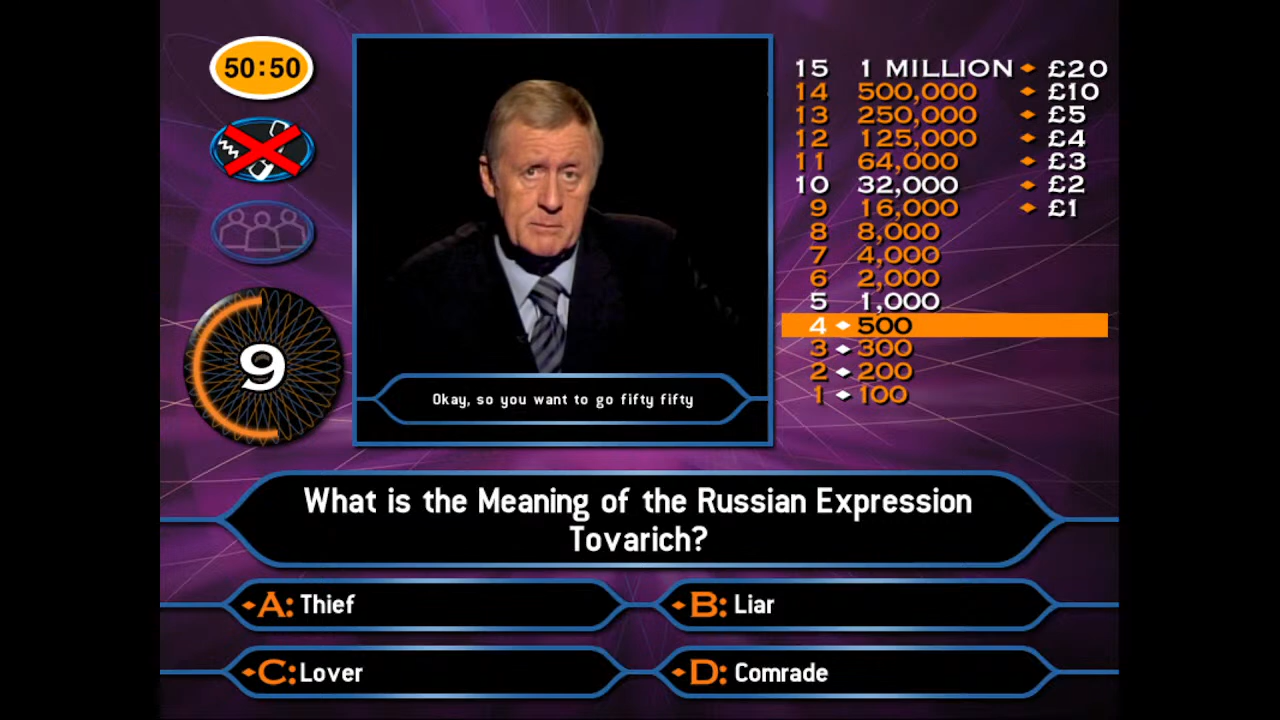 50:50
15 1 MILLION £20
14 500,000 £10
13 250,000 £5
12 125,000 £4
11 64,000 £3
10 32,000 £2
9 16,000 £1
8 8,000
7 4,000
6 2,000
5 1,000
4 500
3 300
2 200
1 100
9
Okay, so you want to go fifty fifty
What is the Meaning of the Russian Expression
Tovarich?
A: Thief
B: Liar
C: Lover
D: Comrade